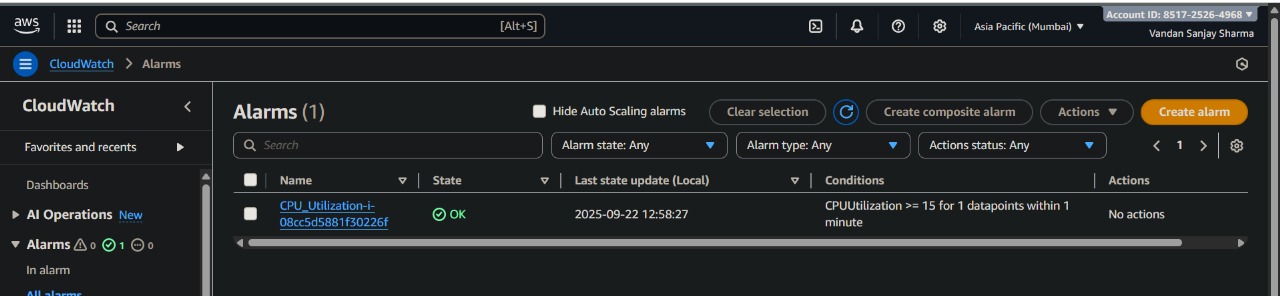 aws
Search [Alt+S]
Asia Pacific (Mumbai) ▼
Account ID: 8517-2526-4968 ▼
Vandan Sanjay Sharma
CloudWatch > Alarms
CloudWatch
Favorites and recents
Dashboards
AI Operations New
Alarms 0 1 0
In alarm
All alarms
Alarms (1)
Hide Auto Scaling alarms
Clear selection
Create composite alarm
Actions ▼
Create alarm
Search
Alarm state: Any
Alarm type: Any
Actions status: Any
1
Name
State
Last state update (Local)
Conditions
Actions
CPU_Utilization-i-
08cc5d5881f30226f
OK
2025-09-22 12:58:27
CPUUtilization >= 15 for 1 datapoints within 1
minute
No actions